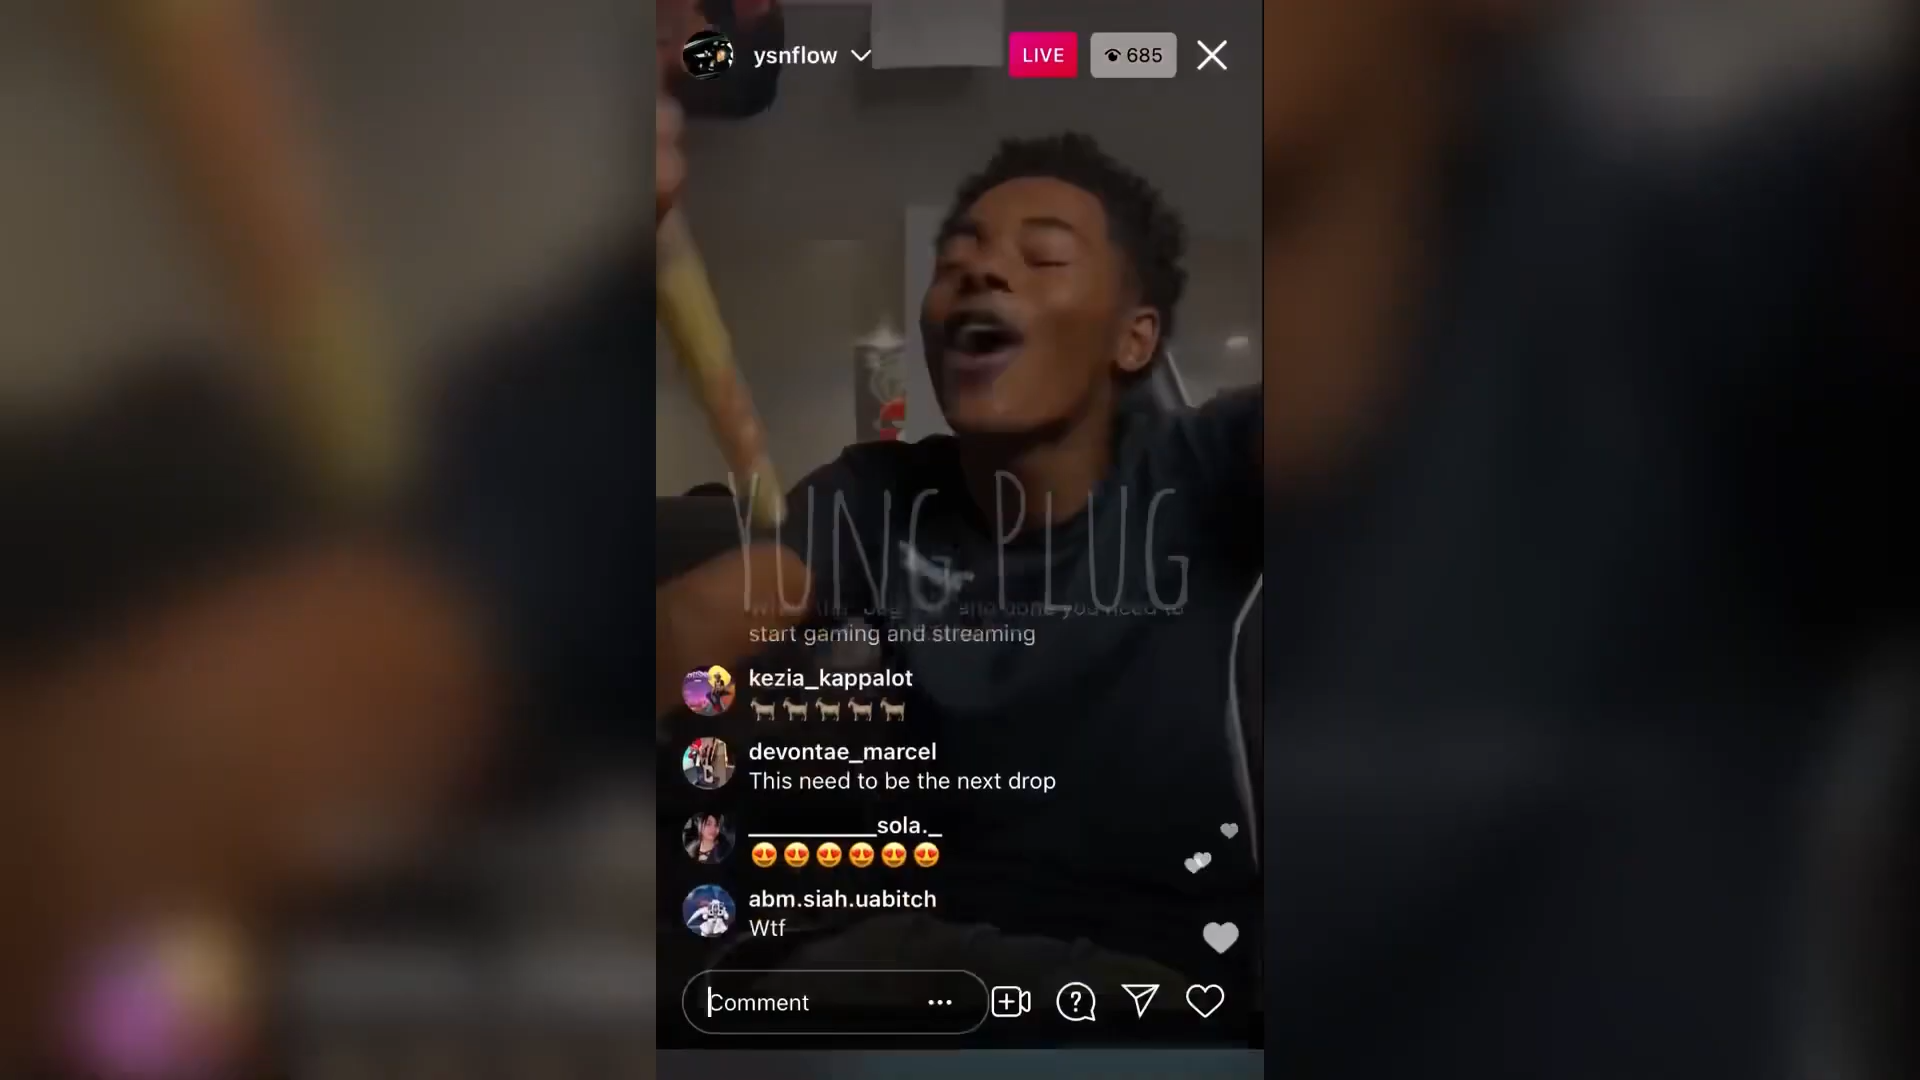 ysnflow
LIVE
685
YUNG PLUG
start gaming and streaming
kezia_kappalot
🐐🐐🐐🐐🐐
devontae_marcel
This need to be the next drop
___________sola._
😍😍😍😍😍😍
abm.siah.uabitch
Wtf
Comment